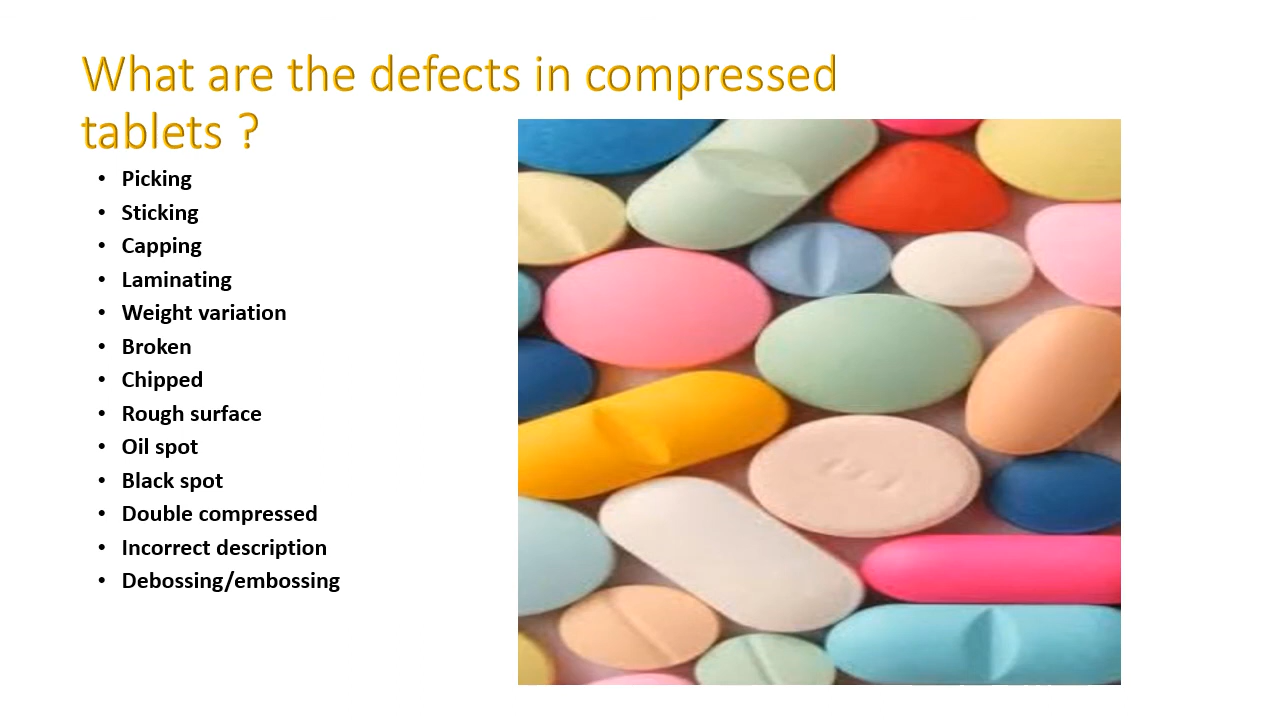 What are the defects in compressed
tablets ?
• Picking
• Sticking
• Capping
• Laminating
• Weight variation
• Broken
• Chipped
• Rough surface
• Oil spot
• Black spot
• Double compressed
• Incorrect description
• Debossing/embossing